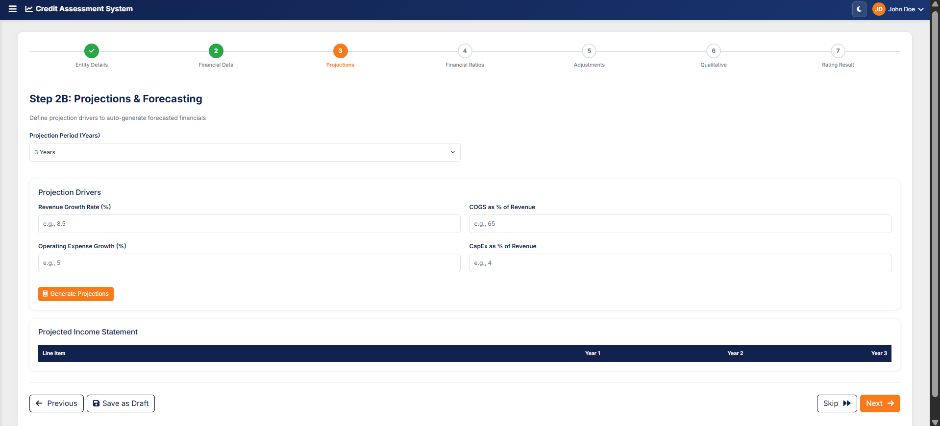 Credit Assessment System
JD John Doe
2 3 4 5 6 7
Entity Details Financial Data Projections Financial Ratios Adjustments Qualitative Rating Result
Step 2B: Projections & Forecasting
Define projection drivers to auto-generate forecasted financials
Projection Period (Years)
3 Years
Projection Drivers
Revenue Growth Rate (%) COGS as % of Revenue
e.g., 8.5 e.g., 65
Operating Expense Growth (%) CapEx as % of Revenue
e.g., 5 e.g., 4
Generate Projections
Projected Income Statement
Line Item Year 1 Year 2 Year 3
Previous Save as Draft Skip Next